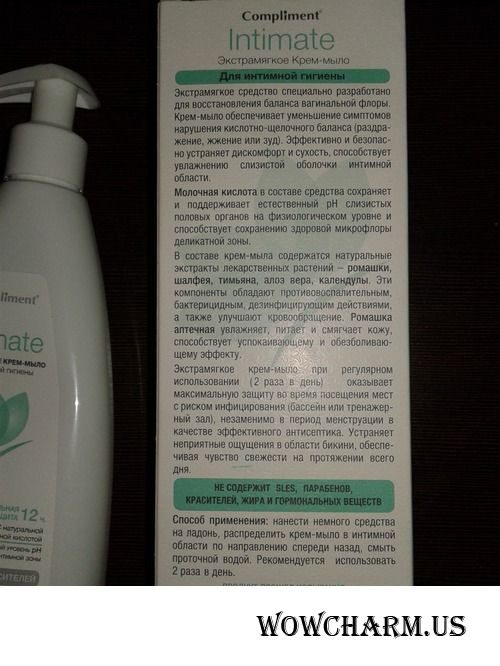 Compliment®
Intimate
Экстрамягкое Крем-мыло
Для интимной гигиены
Экстрамягкое средство специально разработано
для восстановления баланса вагинальной флоры.
Крем-мыло обеспечивает уменьшение симптомов
нарушения кислотно-щелочного баланса (раздра-
жение, жжение или зуд). Эффективно и безопас-
но устраняет дискомфорт и сухость, способствует
увлажнению слизистой оболочки интимной
области.
Молочная кислота в составе средства сохраняет
и поддерживает естественный pH слизистых
половых органов на физиологическом уровне и
способствует сохранению здоровой микрофлоры
деликатной зоны.
В составе крем-мыла содержатся натуральные
экстракты лекарственных растений – ромашки,
шалфея, тимьяна, алоэ вера, календулы. Эти
компоненты обладают противовоспалительным,
бактерицидным, дезинфицирующим действиями,
а также улучшают кровообращение. Ромашка
аптечная увлажняет, питает и смягчает кожу,
способствует успокаивающему и обезболиваю-
щему эффекту.
Экстрамягкое крем-мыло при регулярном
использовании (2 раза в день) оказывает
максимальную защиту во время посещения мест
с риском инфицирования (бассейн или тренажер-
ный зал), незаменимо в период менструации в
качестве эффективного антисептика. Устраняет
неприятные ощущения в области бикини, обеспе-
чивая чувство свежести на протяжении всего
дня.
НЕ СОДЕРЖИТ SLES, ПАРАБЕНОВ,
КРАСИТЕЛЕЙ, ЖИРА И ГОРМОНАЛЬНЫХ ВЕЩЕСТВ
Способ применения: нанести немного средства
на ладонь, распределить крем-мыло в интимной
области по направлению спереди назад, смыть
проточной водой. Рекомендуется использовать
2 раза в день.
pliment®
nate
КРЕМ-МЫЛО
й гигиены
ЬНАЯ
ЩИТА 12 ч.
натуральной
ной кислотой
й уровень pH
нтимной зоны
СИТЕЛЕЙ
WOWCHARM.US